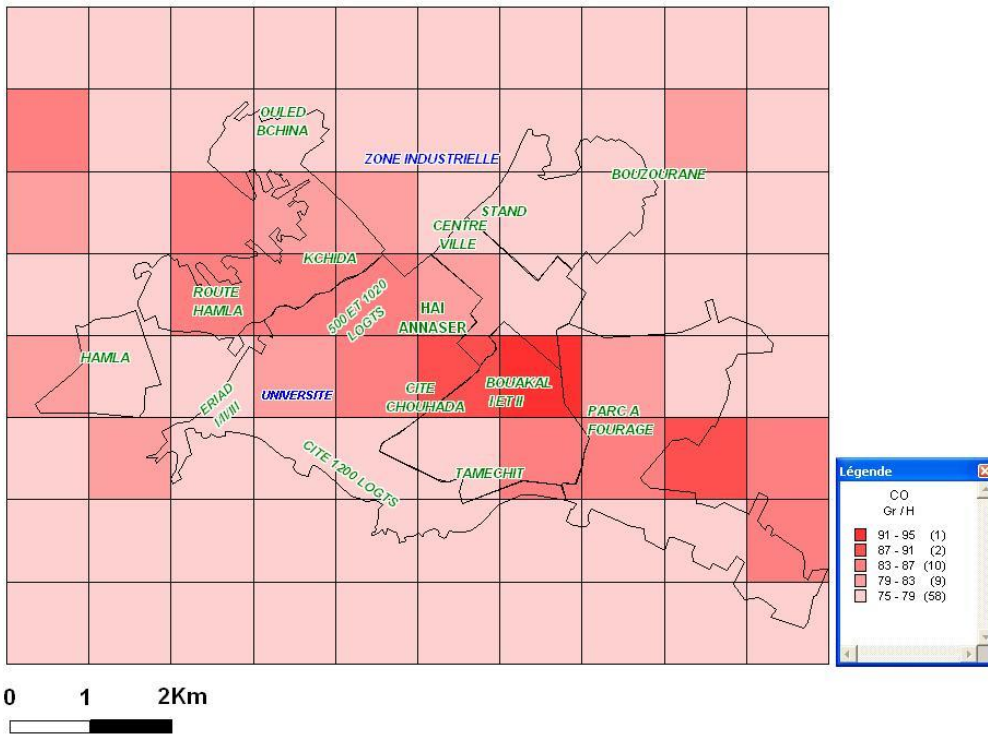 OULED
BCHINA
ZONE INDUSTRIELLE
BOUZOURANE
STAND
CENTRE
VILLE
KCHIDA
ROUTE
HAMLA
500 ET 1020
LOGTS
HAI
ANNASER
HAMLA
ERIAD
I/II/III
UNIVERSITE
CITE
CHOUHADA
BOUAKAL
I ET II
PARC A
FOURAGE
CITE 1200 LOGTS
TAMECHIT
Légende
CO
Gr / H
91 - 95 (1)
87 - 91 (2)
83 - 87 (10)
79 - 83 (9)
75 - 79 (58)
0 1 2Km